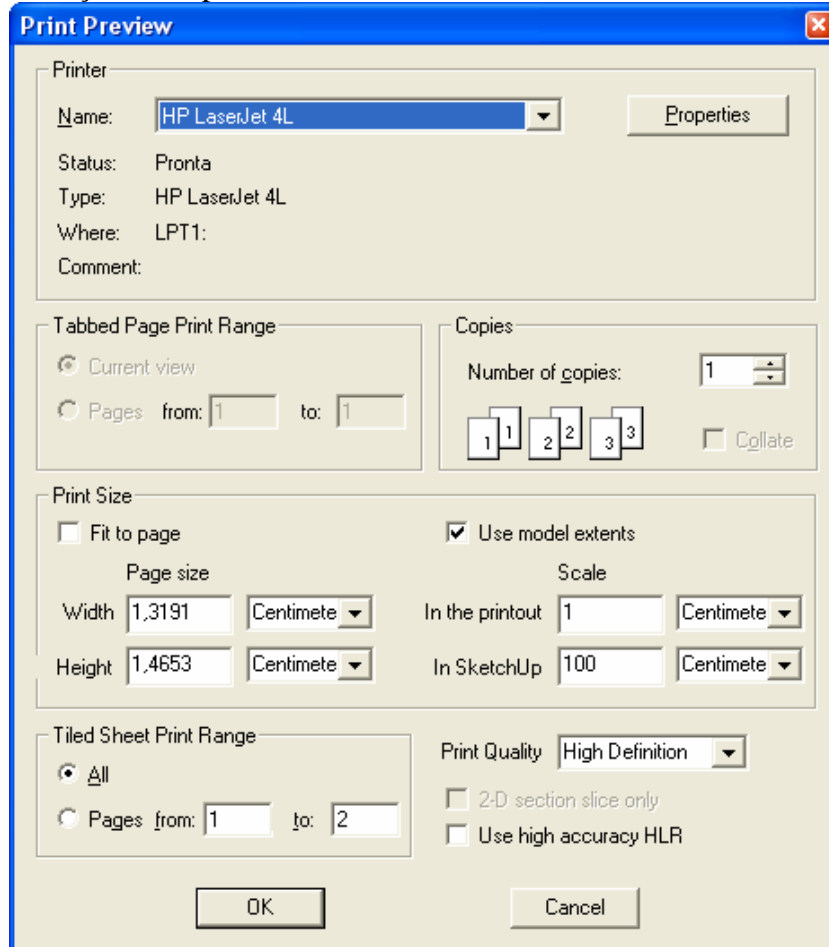 Print Preview
Printer
Name: HP LaserJet 4L Properties
Status: Pronta
Type: HP LaserJet 4L
Where: LPT1:
Comment:
Tabbed Page Print Range
Current view
Pages from: 1 to: 1
Copies
Number of copies: 1
1 1 2 2 3 3 Collate
Print Size
Fit to page Use model extents
Page size Scale
Width 1,3191 Centimete In the printout 1 Centimete
Height 1,4653 Centimete In SketchUp 100 Centimete
Tiled Sheet Print Range
All
Pages from: 1 to: 2
Print Quality High Definition
2-D section slice only
Use high accuracy HLR
OK Cancel